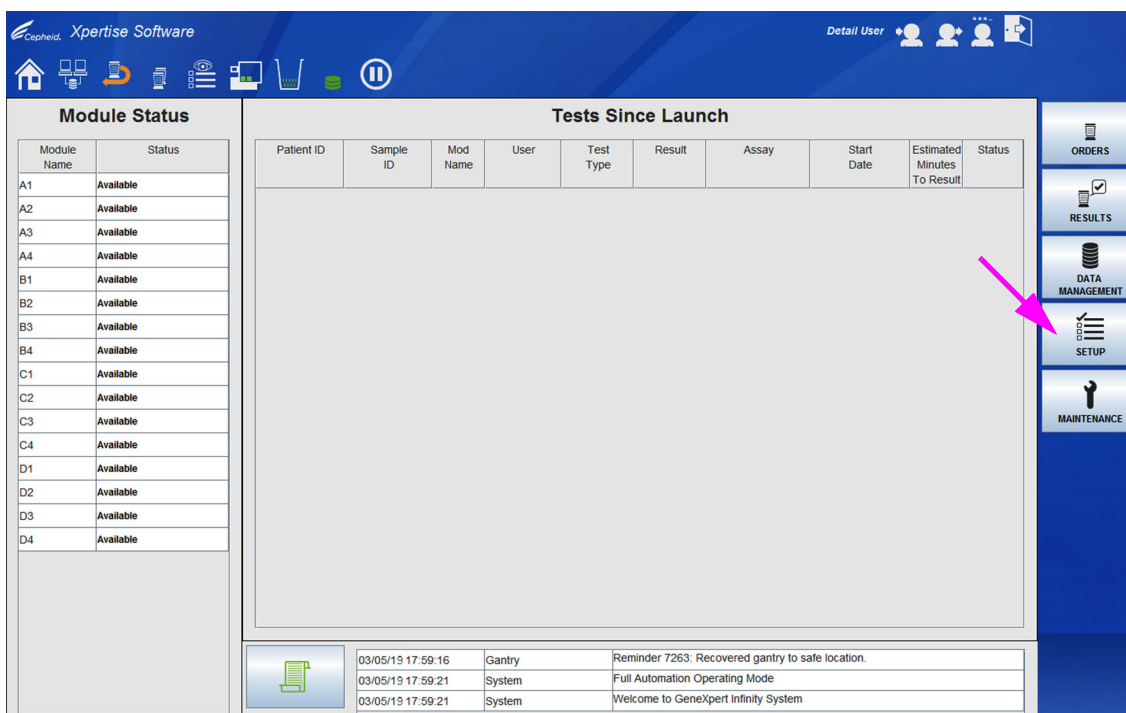 Cepheid. Xpertise Software
Detail User
Module Status
Module Name Status
A1 Available
A2 Available
A3 Available
A4 Available
B1 Available
B2 Available
B3 Available
B4 Available
C1 Available
C2 Available
C3 Available
C4 Available
D1 Available
D2 Available
D3 Available
D4 Available
Tests Since Launch
Patient ID Sample ID Mod Name User Test Type Result Assay Start Date Estimated Minutes To Result Status
03/05/19 17:59:16 Gantry Reminder 7263: Recovered gantry to safe location.
03/05/19 17:59:21 System Full Automation Operating Mode
03/05/19 17:59:21 System Welcome to GeneXpert Infinity System
ORDERS
RESULTS
DATA
MANAGEMENT
SETUP
MAINTENANCE